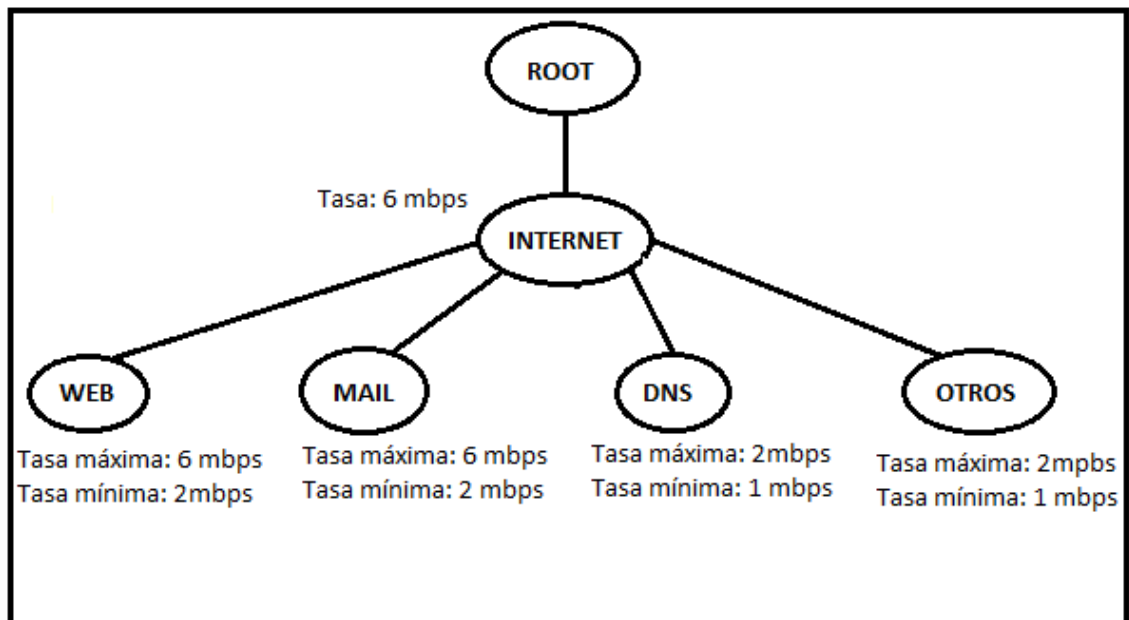 ROOT
Tasa: 6 mbps
INTERNET
WEB
MAIL
DNS
OTROS
Tasa máxima: 6 mbps
Tasa mínima: 2mbps
Tasa máxima: 6 mbps
Tasa mínima: 2 mbps
Tasa máxima: 2mbps
Tasa mínima: 1 mbps
Tasa máxima: 2mpbs
Tasa mínima: 1 mbps